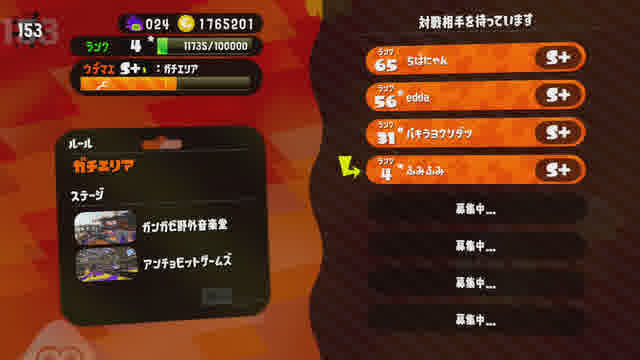 153
024 1765201
ランク 4* 11735/100000
ウデマエ S+ 1 : ガチエリア
ルール
ガチエリア
ステージ
ガンガゼ野外音楽堂
アンチョビットゲームズ
対戦相手を待っています
ランク 65 ちはにゃん S+
ランク 56* edda S+
ランク 31* バキラヨクソダツ S+
ランク 4* ふみふみ S+
募集中...
募集中...
募集中...
募集中...